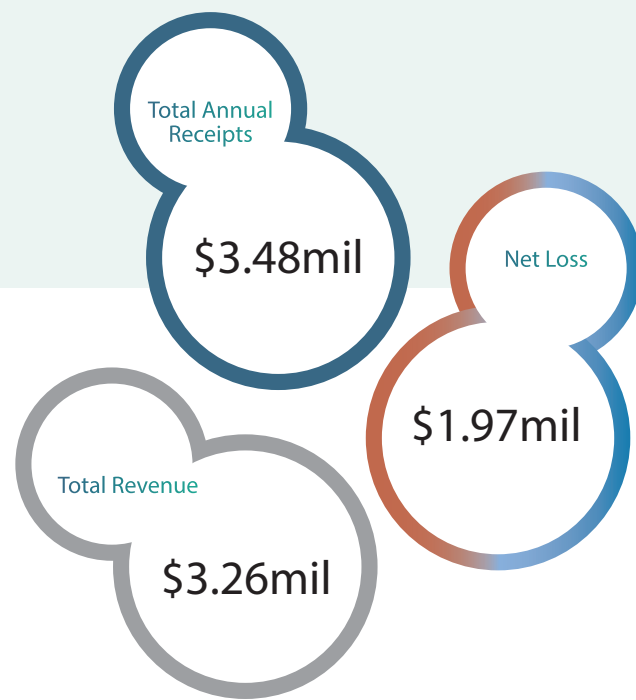 Total Annual
Receipts
$3.48mil
Net Loss
$1.97mil
Total Revenue
$3.26mil